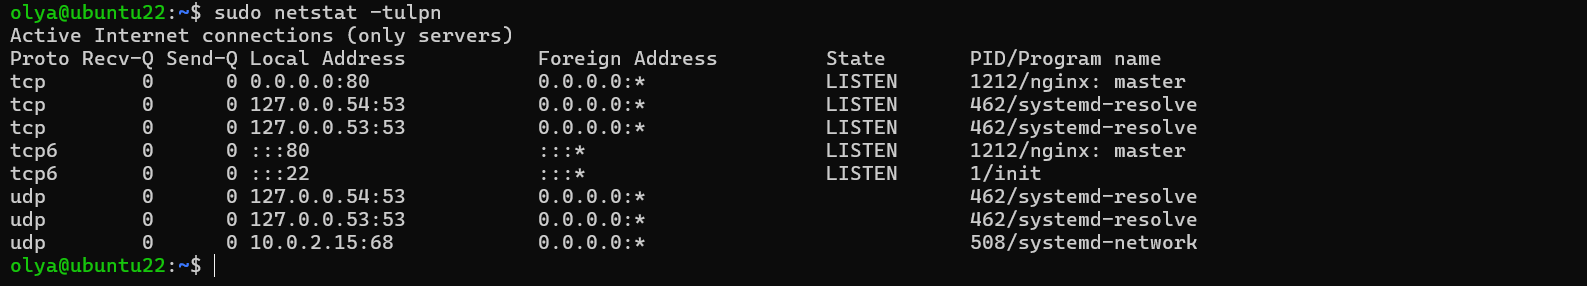 olya@ubuntu22:~$ sudo netstat -tulpn
Active Internet connections (only servers)
Proto Recv-Q Send-Q Local Address           Foreign Address         State       PID/Program name
tcp        0      0 0.0.0.0:80              0.0.0.0:*               LISTEN      1212/nginx: master
tcp        0      0 127.0.0.54:53           0.0.0.0:*               LISTEN      462/systemd-resolve
tcp        0      0 127.0.0.53:53           0.0.0.0:*               LISTEN      462/systemd-resolve
tcp6       0      0 :::80                   :::*                    LISTEN      1212/nginx: master
tcp6       0      0 :::22                   :::*                    LISTEN      1/init
udp        0      0 127.0.0.54:53           0.0.0.0:*                           462/systemd-resolve
udp        0      0 127.0.0.53:53           0.0.0.0:*                           462/systemd-resolve
udp        0      0 10.0.2.15:68            0.0.0.0:*                           508/systemd-network
olya@ubuntu22:~$